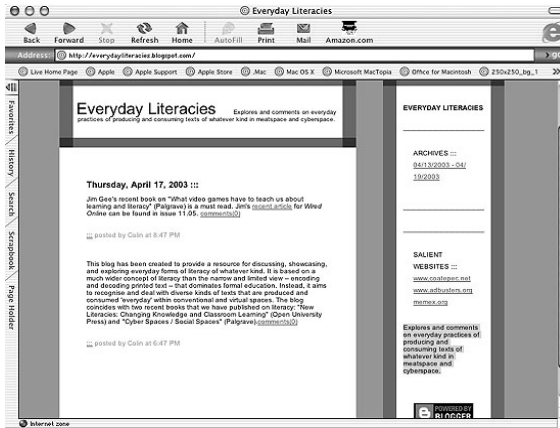 Everyday Literacies
Back Forward Stop Refresh Home AutoFill Print Mail Amazon.com
Address: http://everydayliteracies.blogspot.com/ go
Live Home Page Apple Apple Support Apple Store .Mac Mac OS X Microsoft MacTopia Office for Macintosh 250x250_bg_1
Favorites
History
Search
Scrapbook
Page Holder
Everyday Literacies Explores and comments on everyday
practices of producing and consuming texts of whatever kind in meatspace and cyberspace.
Thursday, April 17, 2003 :::
Jim Gee's recent book on "What video games have to teach us about
learning and literacy" (Palgrave) is a must read. Jim's recent article for Wired
Online can be found in issue 11.05. comments(0)
::: posted by Colin at 8:47 PM
This blog has been created to provide a resource for discussing, showcasing,
and exploring everyday forms of literacy of whatever kind. It is based on a
much wider concept of literacy than the narrow and limited view – encoding
and decoding printed text – that dominates formal education. Instead, it aims
to recognise and deal with diverse kinds of texts that are produced and
consumed 'everyday' within conventional and virtual spaces. The blog
coincides with two recent books that we have published on literacy: "New
Literacies: Changing Knowledge and Classroom Learning" (Open University
Press) and "Cyber Spaces / Social Spaces" (Palgrave).comments(0)
::: posted by Colin at 6:47 PM
EVERYDAY LITERACIES
ARCHIVES :::
04/13/2003 - 04/
19/2003
SALIENT
WEBSITES :::
www.coatepec.net
www.adbusters.org
memex.org
Explores and comments
on everyday practices of
producing and
consuming texts of
whatever kind in
meatspace and
cyberspace.
POWERED BY
BLOGGER
Internet zone